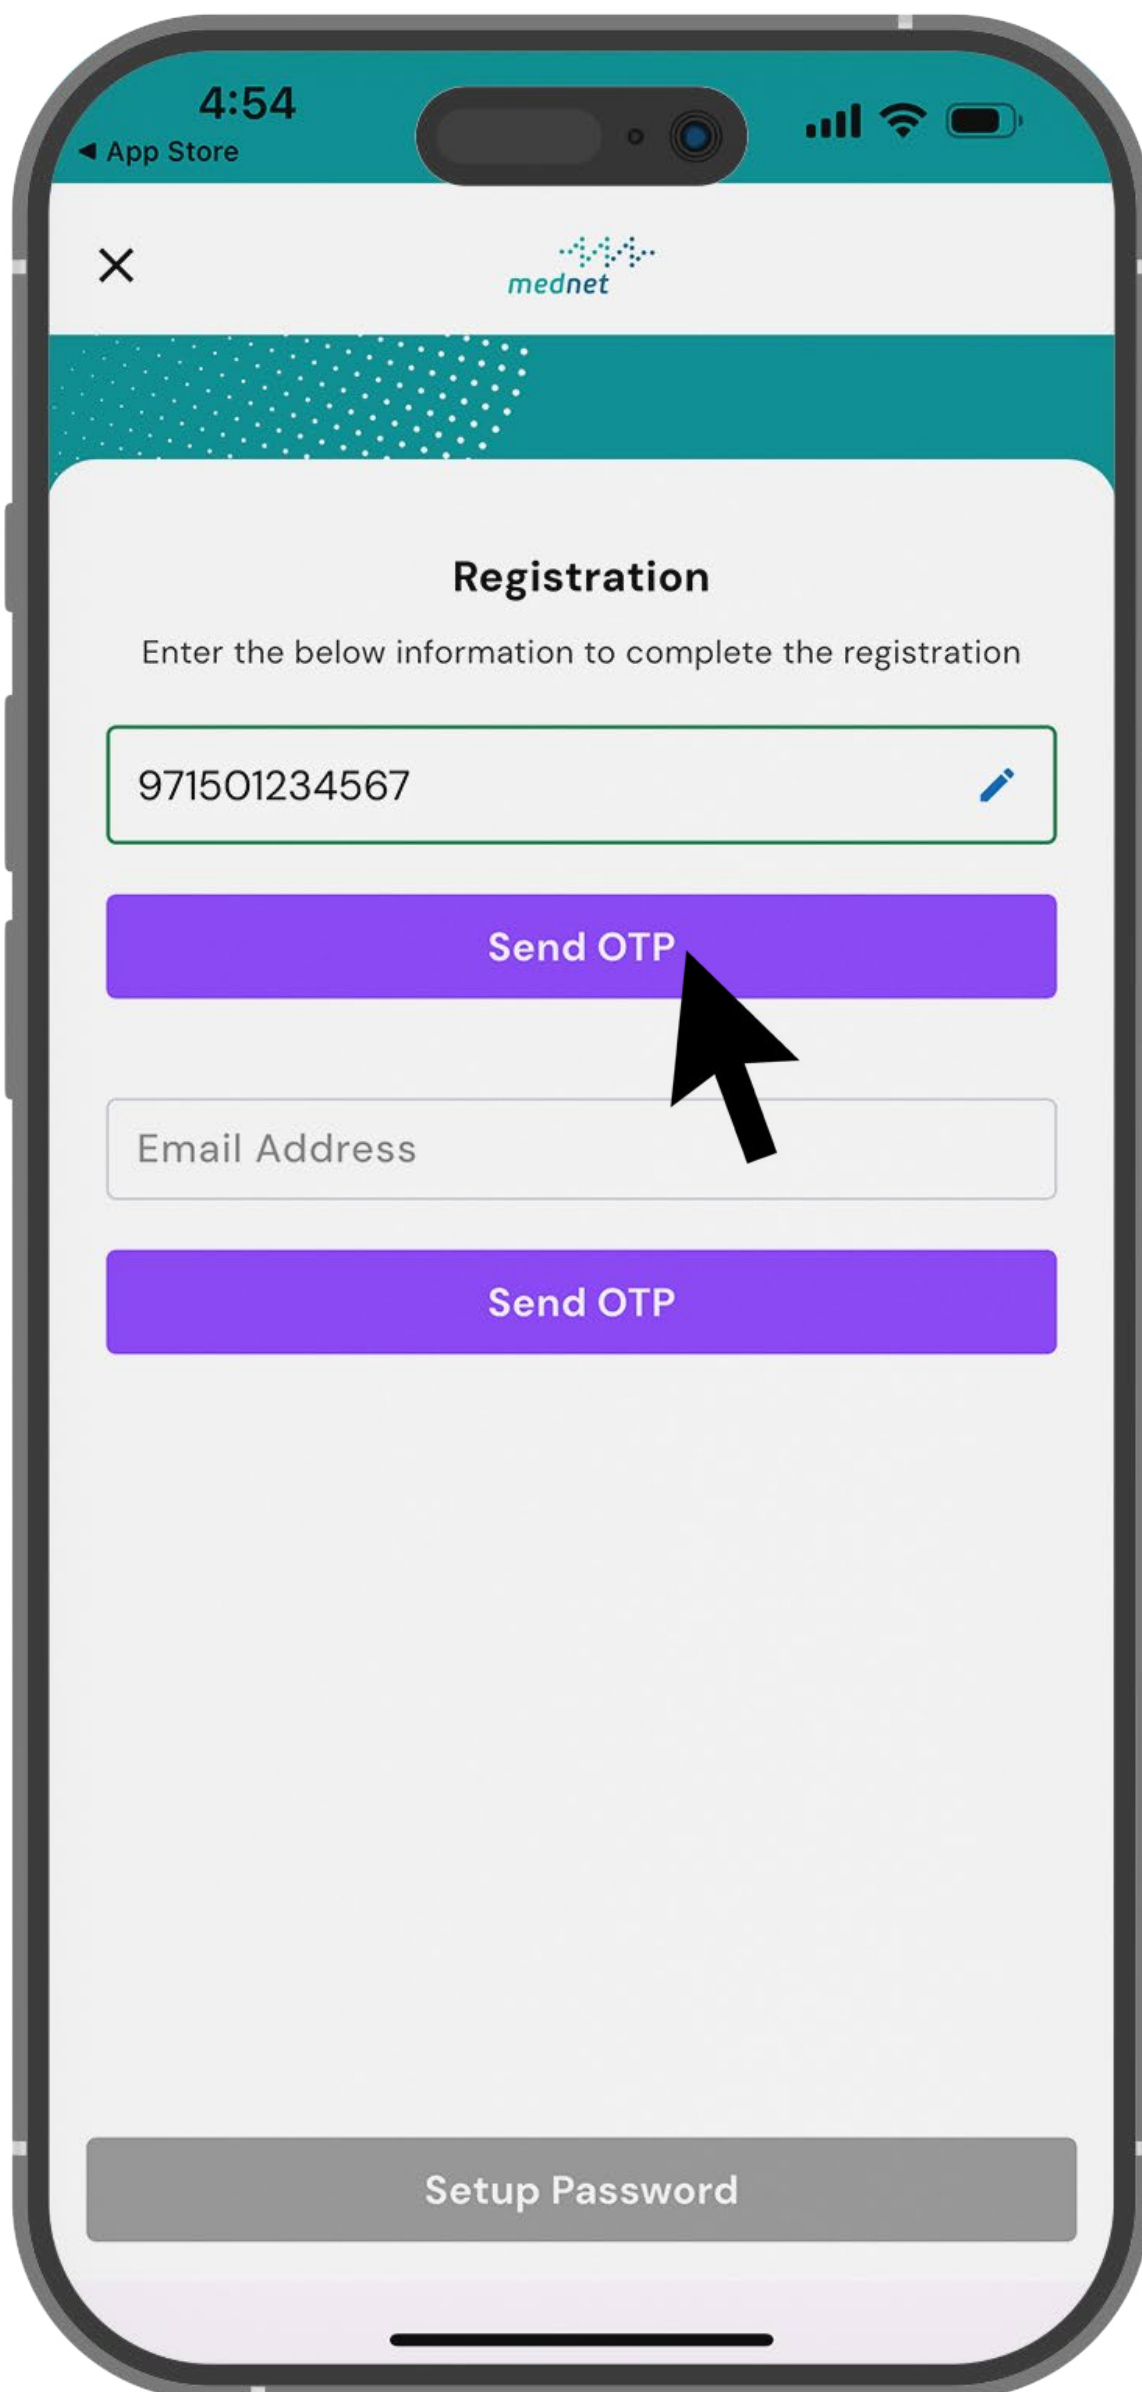 4:54
App Store
mednet
Registration
Enter the below information to complete the registration
971501234567
Send OTP
Email Address
Send OTP
Setup Password